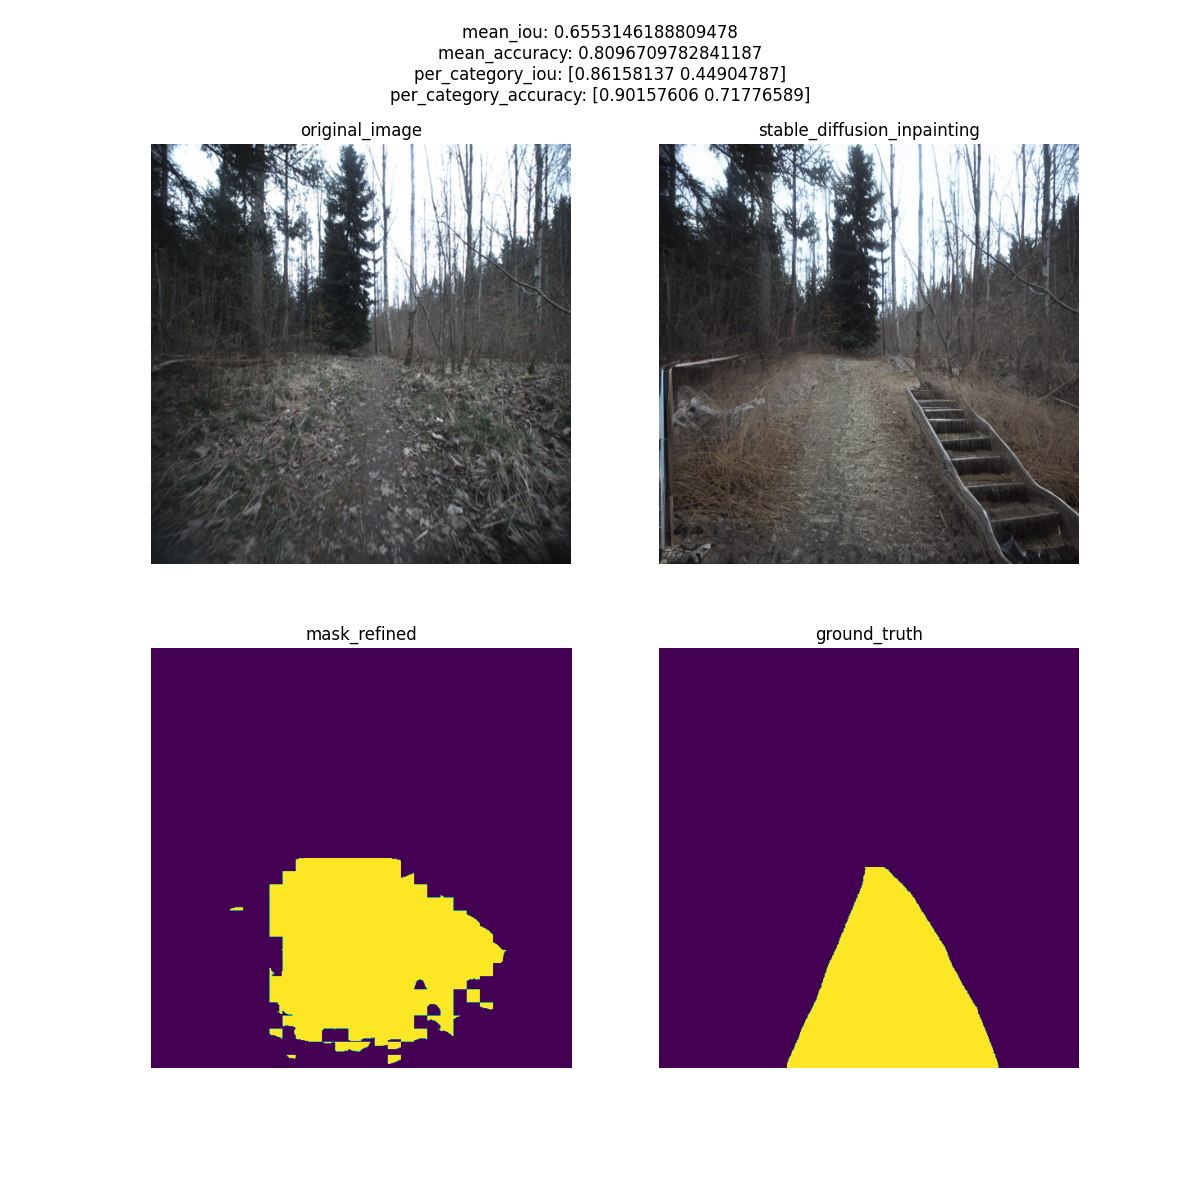 mean_iou: 0.6553146188809478
mean_accuracy: 0.8096709782841187
per_category_iou: [0.86158137 0.44904787]
per_category_accuracy: [0.90157606 0.71776589]
original_image
stable_diffusion_inpainting
mask_refined
ground_truth